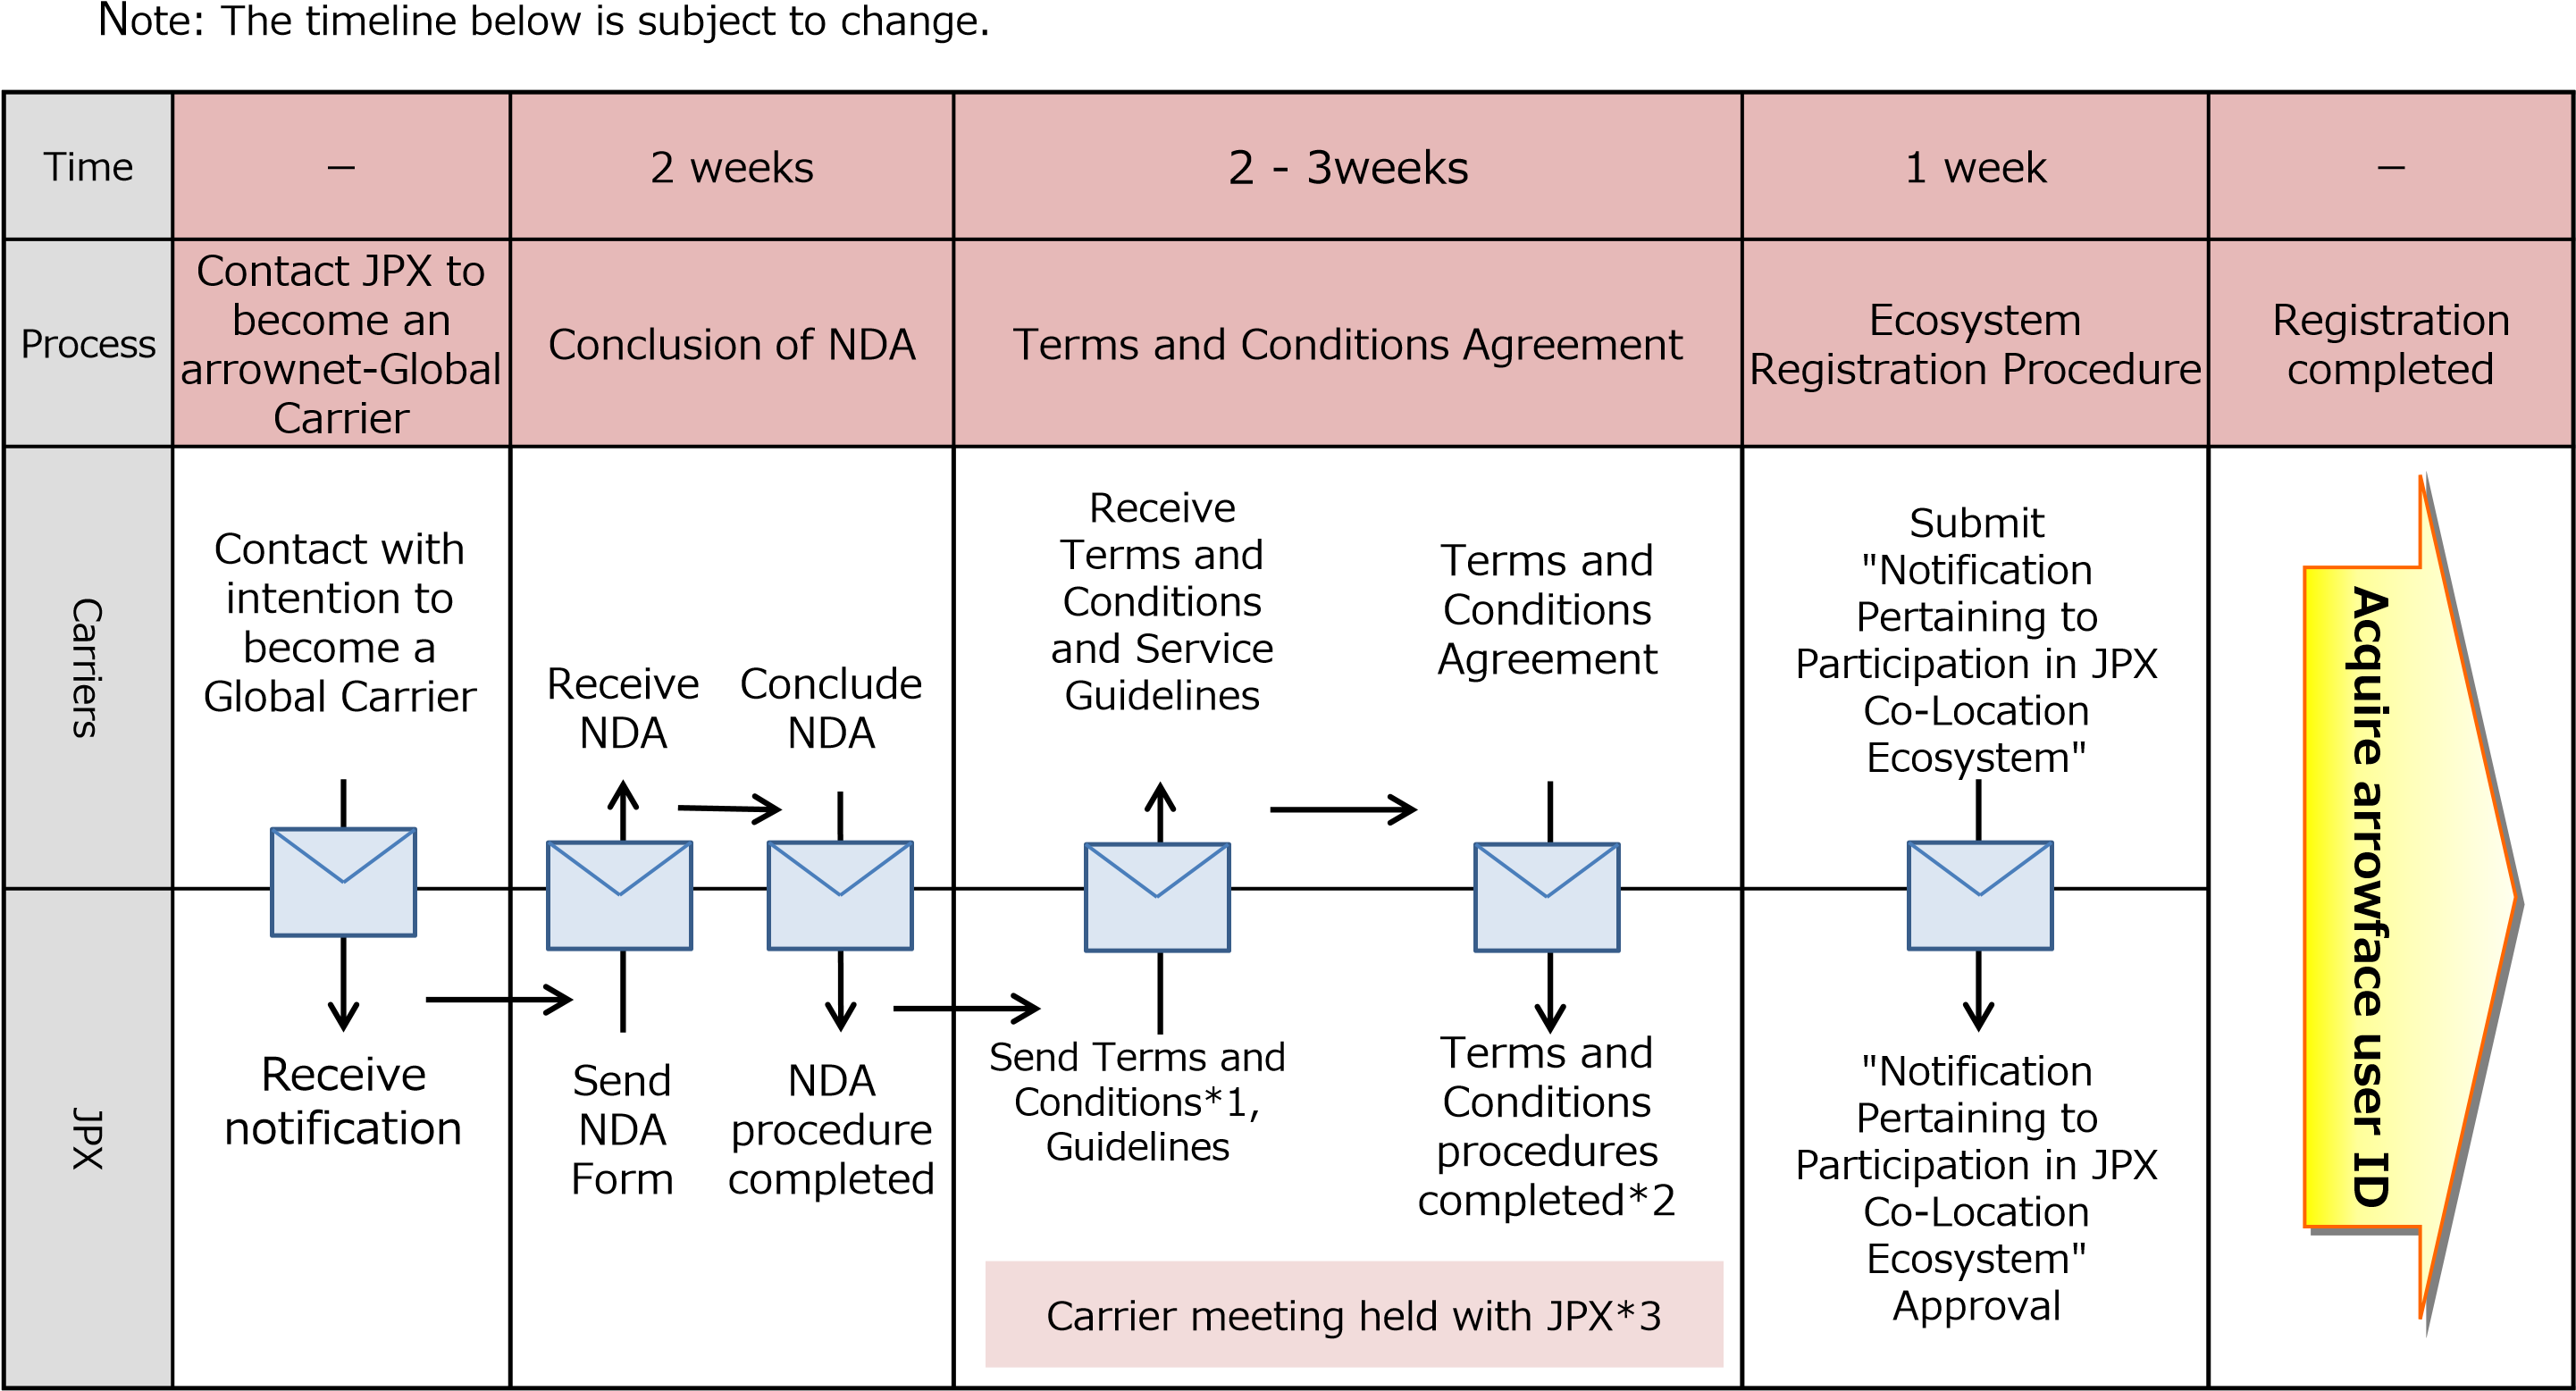 Note: The timeline below is subject to change.
Time
—
2 weeks
2 - 3weeks
1 week
—
Process
Contact JPX to
become an
arrownet-Global
Carrier
Conclusion of NDA
Terms and Conditions Agreement
Ecosystem
Registration Procedure
Registration
completed
Carriers
Contact with
intention to
become a
Global Carrier
Receive
NDA
Conclude
NDA
Receive
Terms and
Conditions
and Service
Guidelines
Terms and
Conditions
Agreement
Submit
"Notification
Pertaining to
Participation in JPX
Co-Location
Ecosystem"
Acquire arrowface user ID
JPX
Receive
notification
Send
NDA
Form
NDA
procedure
completed
Send Terms and
Conditions*1,
Guidelines
Terms and
Conditions
procedures
completed*2
Carrier meeting held with JPX*3
"Notification
Pertaining to
Participation in JPX
Co-Location
Ecosystem"
Approval